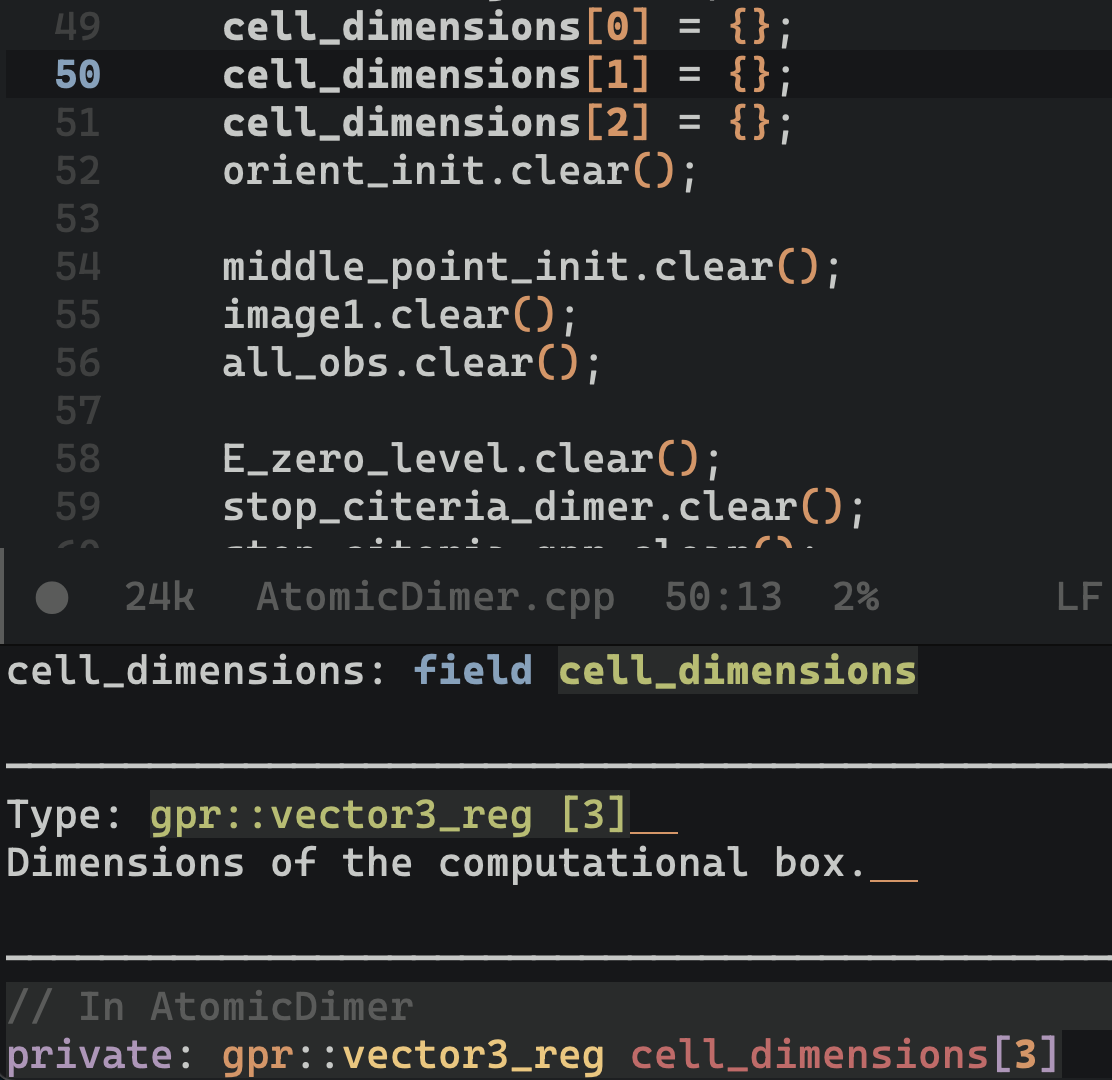 49 cell_dimensions[0] = {};
50 cell_dimensions[1] = {};
51 cell_dimensions[2] = {};
52 orient_init.clear();
53
54 middle_point_init.clear();
55 image1.clear();
56 all_obs.clear();
57
58 E_zero_level.clear();
59 stop_citeria_dimer.clear();
24k AtomicDimer.cpp 50:13 2% LF
cell_dimensions: field cell_dimensions
Type: gpr::vector3_reg [3]__
Dimensions of the computational box.__
// In AtomicDimer
private: gpr::vector3_reg cell_dimensions[3]